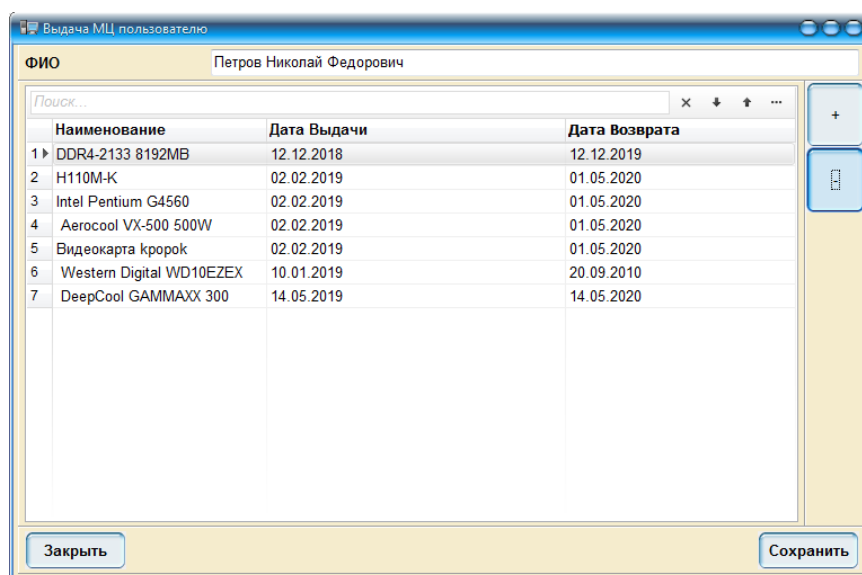 Выдача МЦ пользователю
ФИО Петров Николай Федорович
Поиск...
+
Наименование Дата Выдачи Дата Возврата
1 DDR4-2133 8192MB 12.12.2018 12.12.2019
2 H110M-K 02.02.2019 01.05.2020
-
3 Intel Pentium G4560 02.02.2019 01.05.2020
4 Aerocool VX-500 500W 02.02.2019 01.05.2020
5 Видеокарта kpopok 02.02.2019 01.05.2020
6 Western Digital WD10EZEX 10.01.2019 20.09.2010
7 DeepCool GAMMAXX 300 14.05.2019 14.05.2020
Закрыть Сохранить